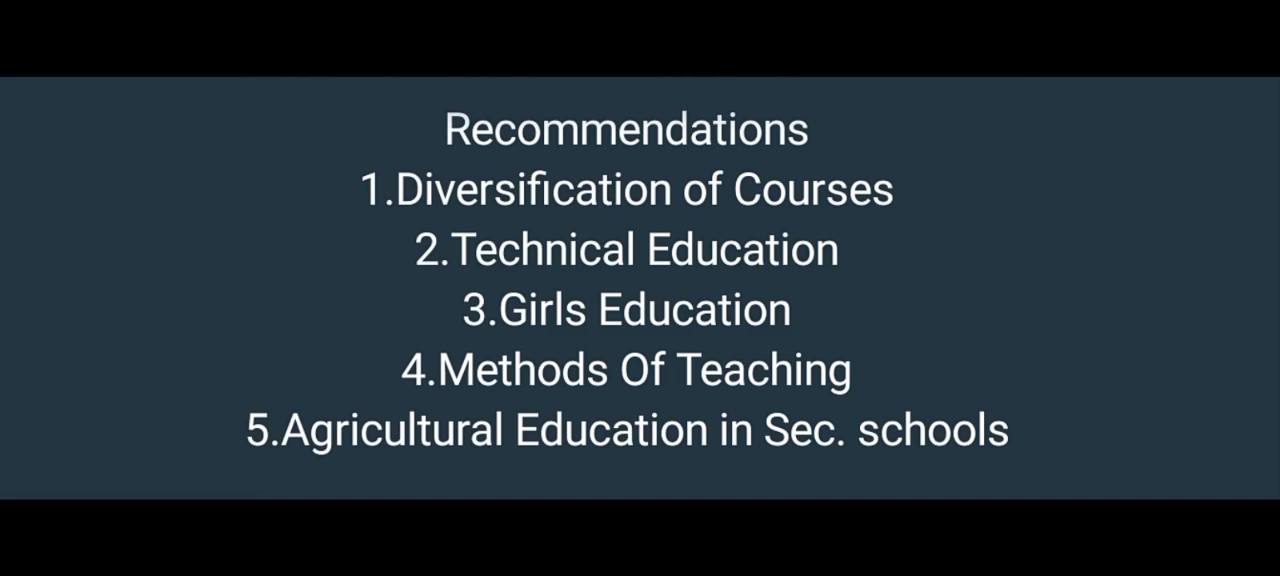 Recommendations
1.Diversification of Courses
2.Technical Education
3.Girls Education
4.Methods Of Teaching
5.Agricultural Education in Sec. schools